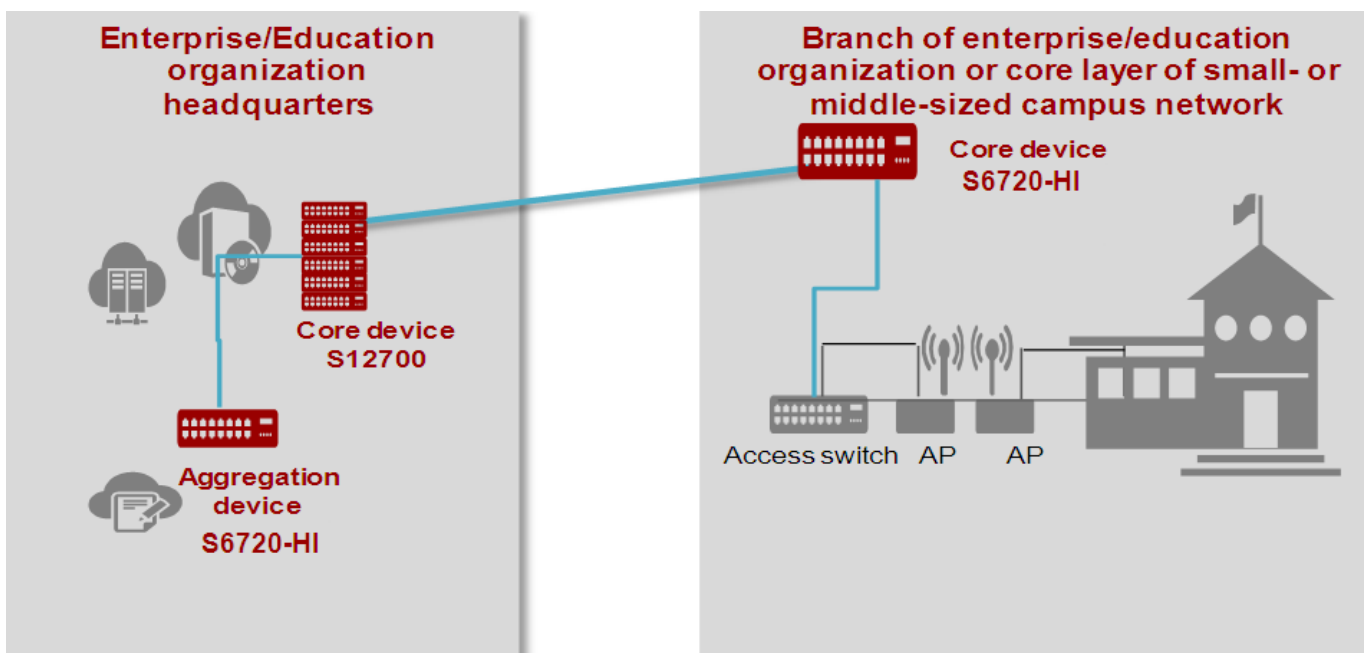 Enterprise/Education
organization
headquarters
Core device
S12700
Aggregation
device
S6720-HI
Branch of enterprise/education
organization or core layer of small- or
middle-sized campus network
Core device
S6720-HI
Access switch
AP
AP